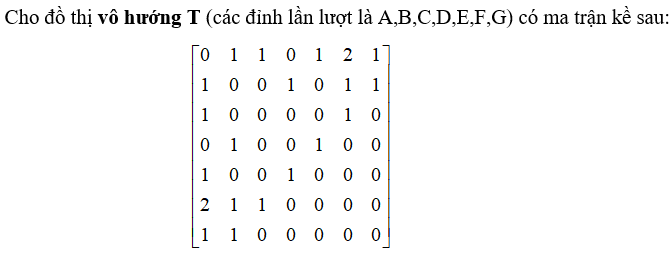 Cho đồ thị vô hướng T (các đỉnh lần lượt là A,B,C,D,E,F,G) có ma trận kề sau:
0 1 1 0 1 2 1
1 0 0 1 0 1 1
1 0 0 0 0 1 0
0 1 0 0 1 0 0
1 0 0 1 0 0 0
2 1 1 0 0 0 0
1 1 0 0 0 0 0